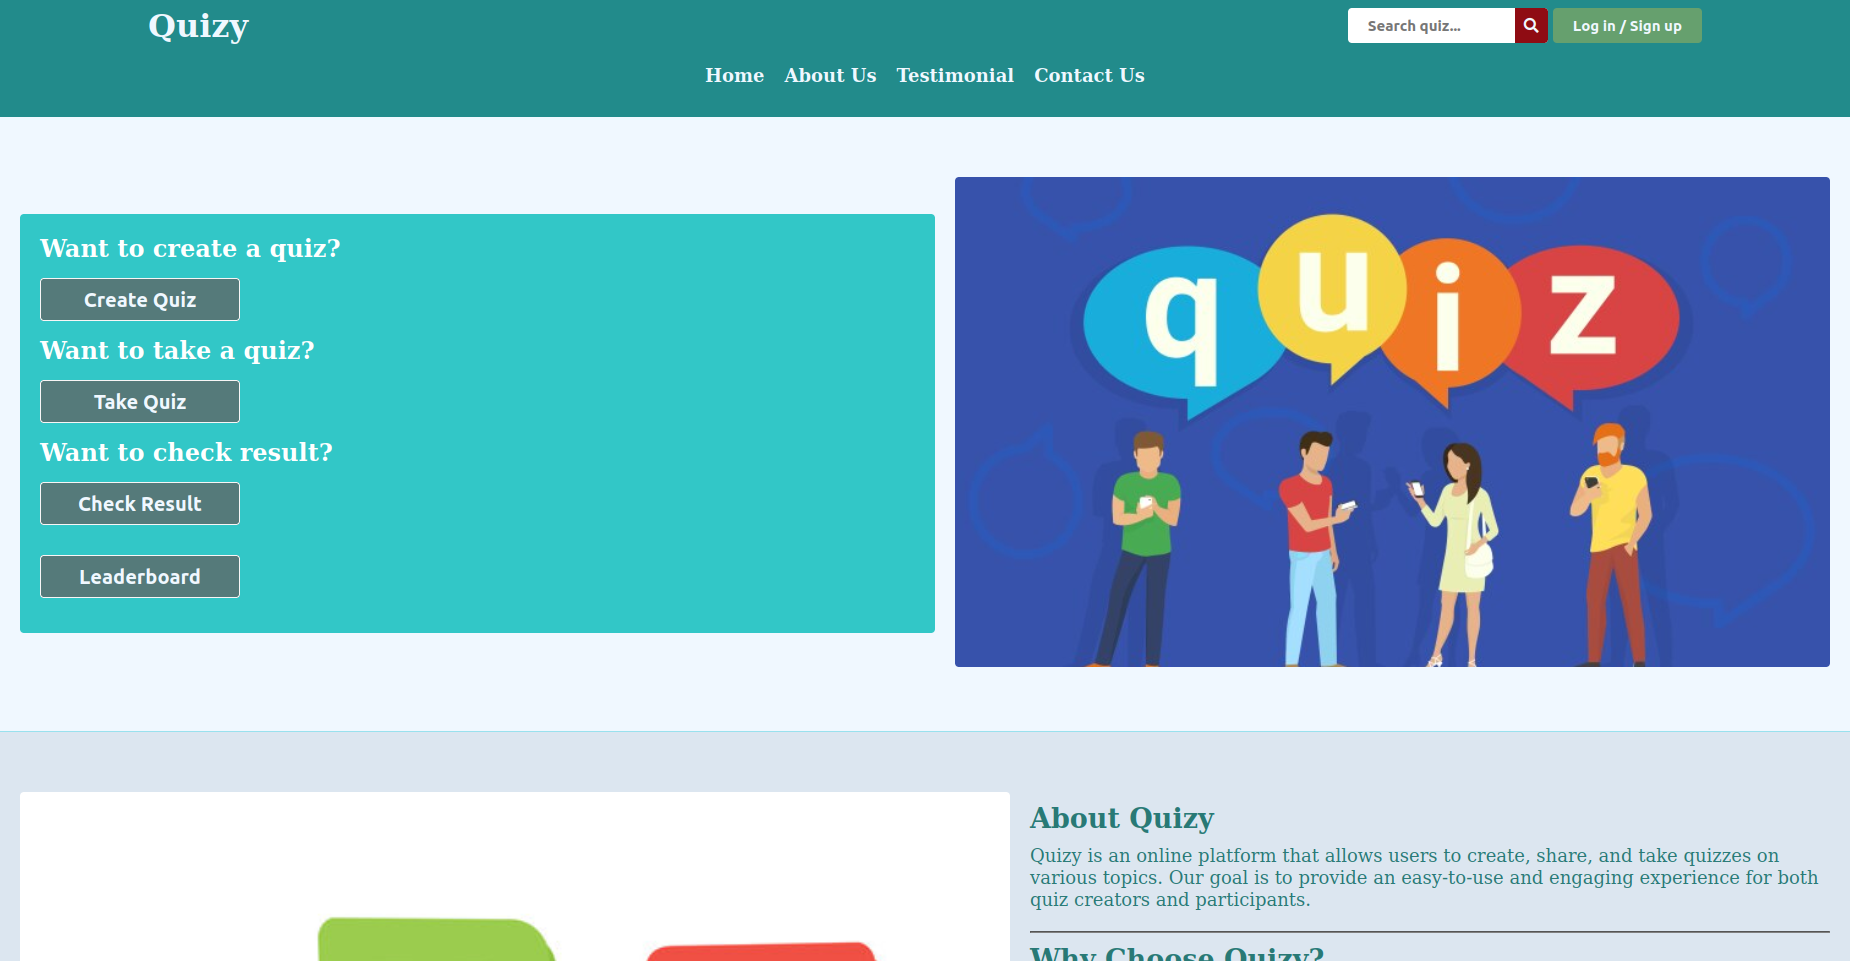 Quizy
Search quiz...
Log in / Sign up
Home About Us Testimonial Contact Us
Want to create a quiz?
Create Quiz
Want to take a quiz?
Take Quiz
Want to check result?
Check Result
Leaderboard
quiz
About Quizy
Quizy is an online platform that allows users to create, share, and take quizzes on
various topics. Our goal is to provide an easy-to-use and engaging experience for both
quiz creators and participants.
Why Choose Quizy?